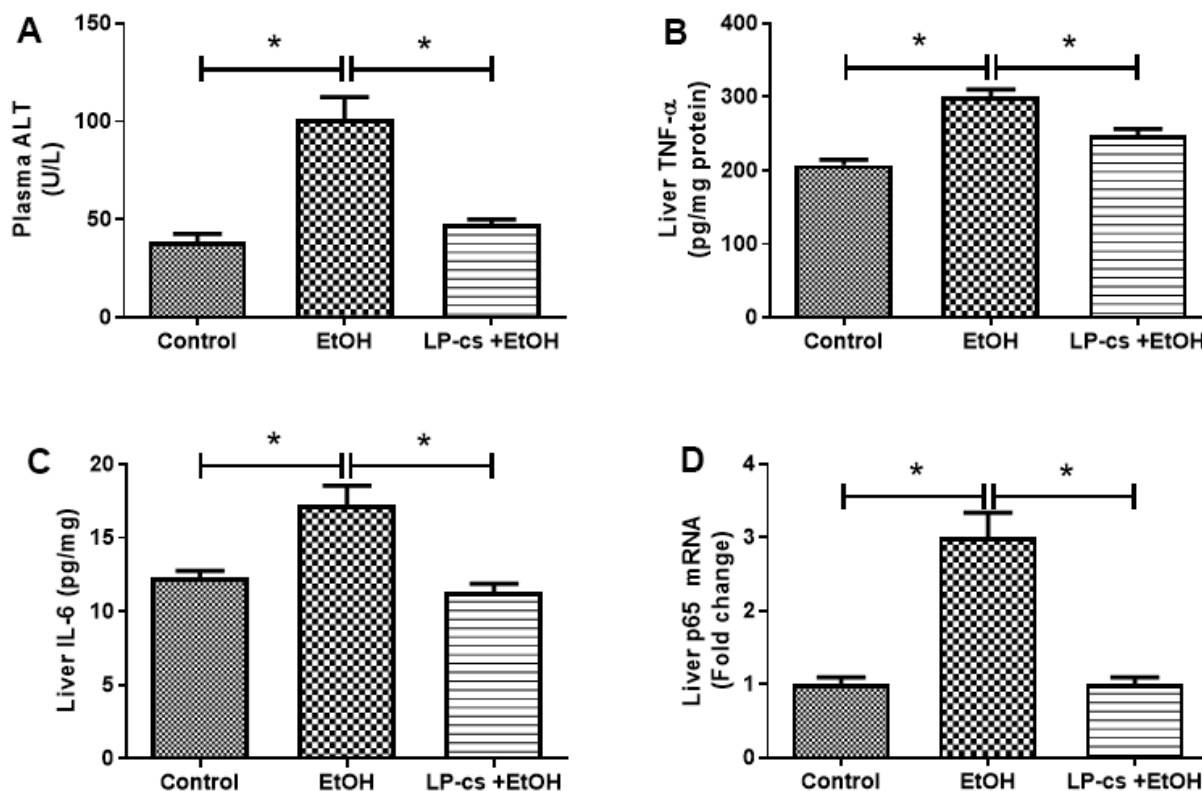 A
Plasma ALT
(U/L)
150
100
50
0
* *
Control EtOH LP-cs +EtOH
B
Liver TNF-α
(pg/mg protein)
400
300
200
100
0
* *
Control EtOH LP-cs +EtOH
C
Liver IL-6 (pg/mg)
20
15
10
5
0
* *
Control EtOH LP-cs +EtOH
D
Liver p65 mRNA
(Fold change)
4
3
2
1
0
* *
Control EtOH LP-cs +EtOH